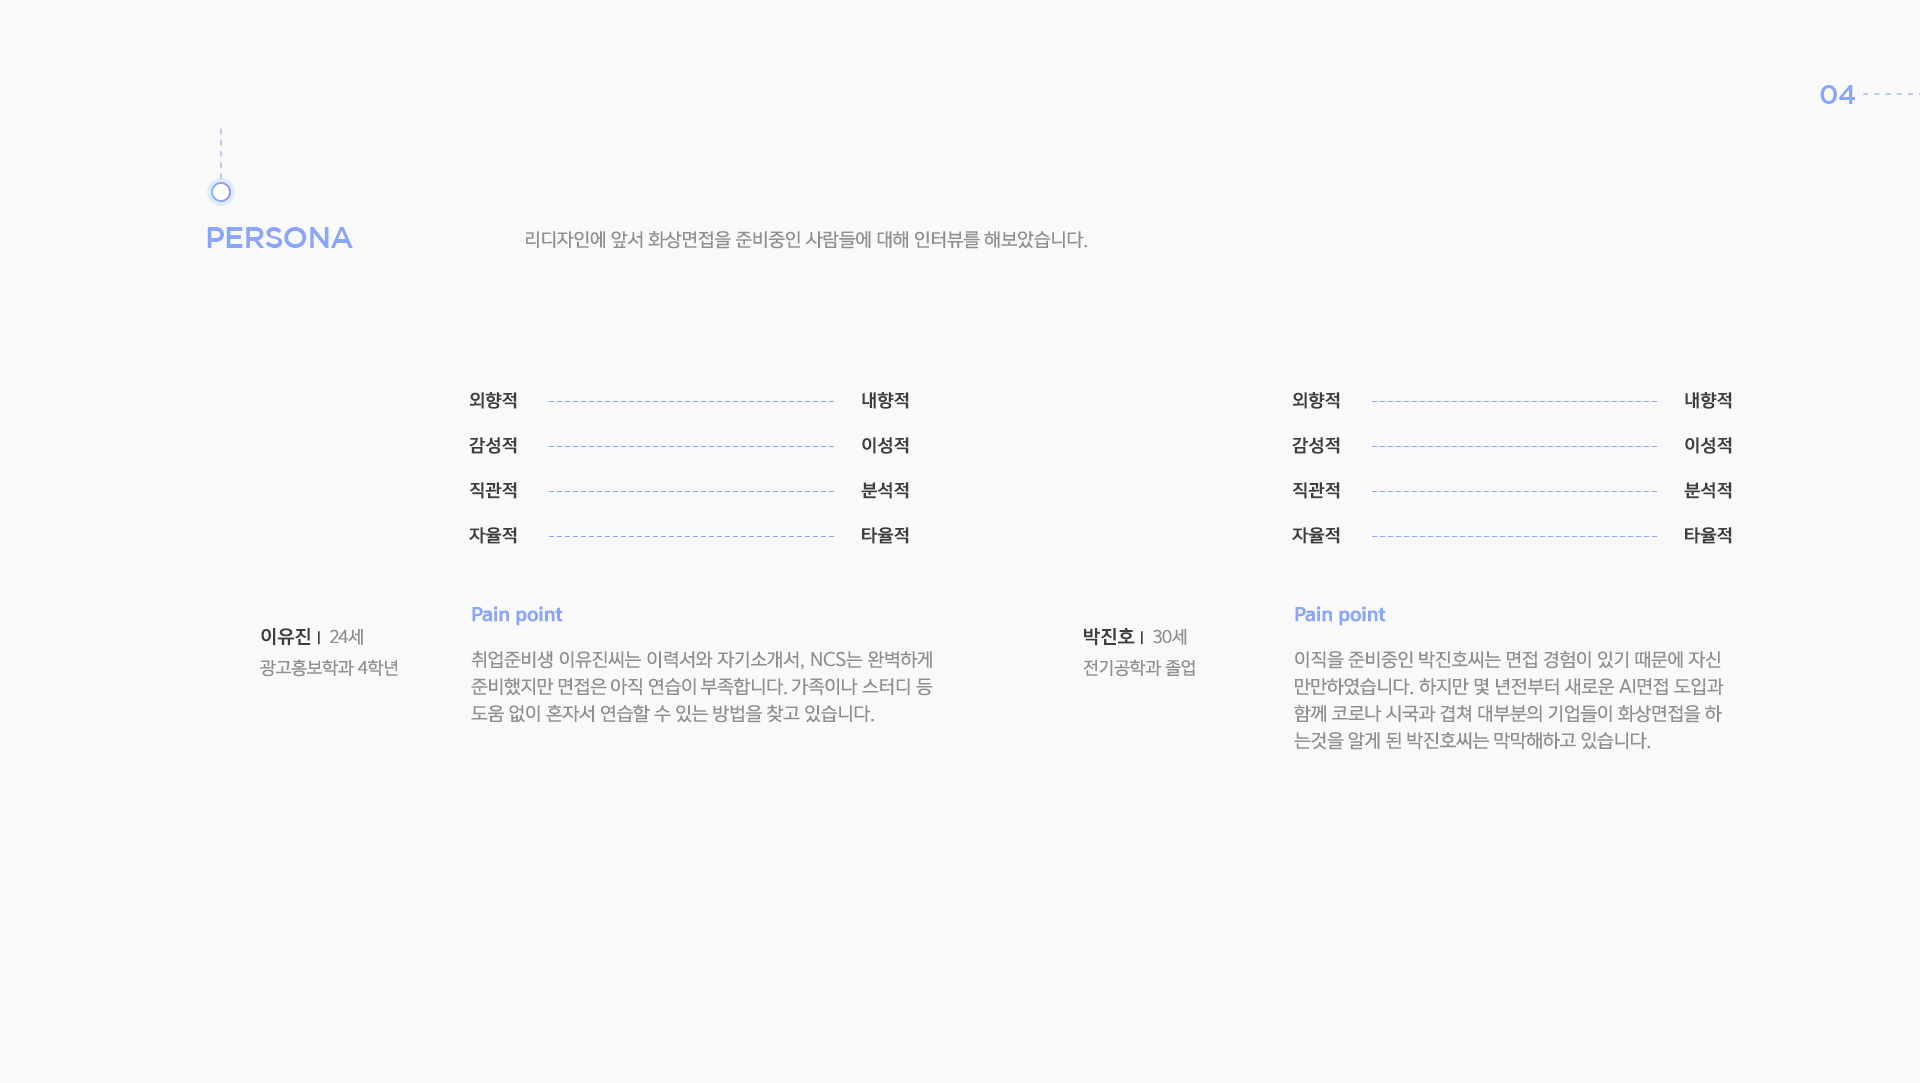 04
PERSONA
리디자인에 앞서 화상면접을 준비중인 사람들에 대해 인터뷰를 해보았습니다.
외향적 내향적
감성적 이성적
직관적 분석적
자율적 타율적
이유진 | 24세
광고홍보학과 4학년
Pain point
취업준비생 이유진씨는 이력서와 자기소개서, NCS는 완벽하게
준비했지만 면접은 아직 연습이 부족합니다. 가족이나 스터디 등
도움 없이 혼자서 연습할 수 있는 방법을 찾고 있습니다.
외향적 내향적
감성적 이성적
직관적 분석적
자율적 타율적
박진호 | 30세
전기공학과 졸업
Pain point
이직을 준비중인 박진호씨는 면접 경험이 있기 때문에 자신
만만하였습니다. 하지만 몇 년전부터 새로운 AI면접 도입과
함께 코로나 시국과 겹쳐 대부분의 기업들이 화상면접을 하
는것을 알게 된 박진호씨는 막막해하고 있습니다.